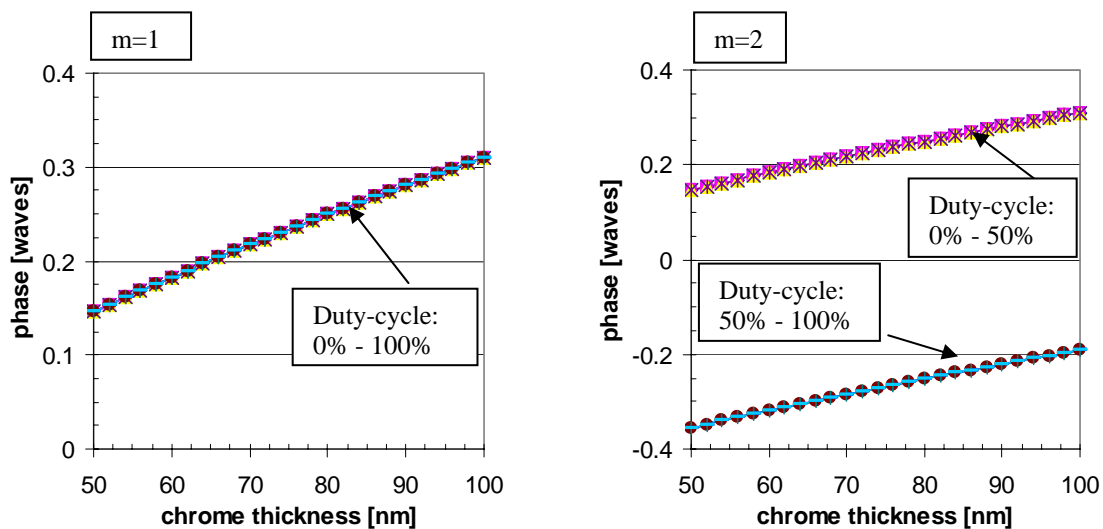 m=1
0.4
0.3
0.2
0.1
0
phase [waves]
50
60
70
80
90
100
chrome thickness [nm]
Duty-cycle:
0% - 100%
m=2
0.4
0.2
0
-0.2
-0.4
phase [waves]
50
60
70
80
90
100
chrome thickness [nm]
Duty-cycle:
0% - 50%
Duty-cycle:
50% - 100%